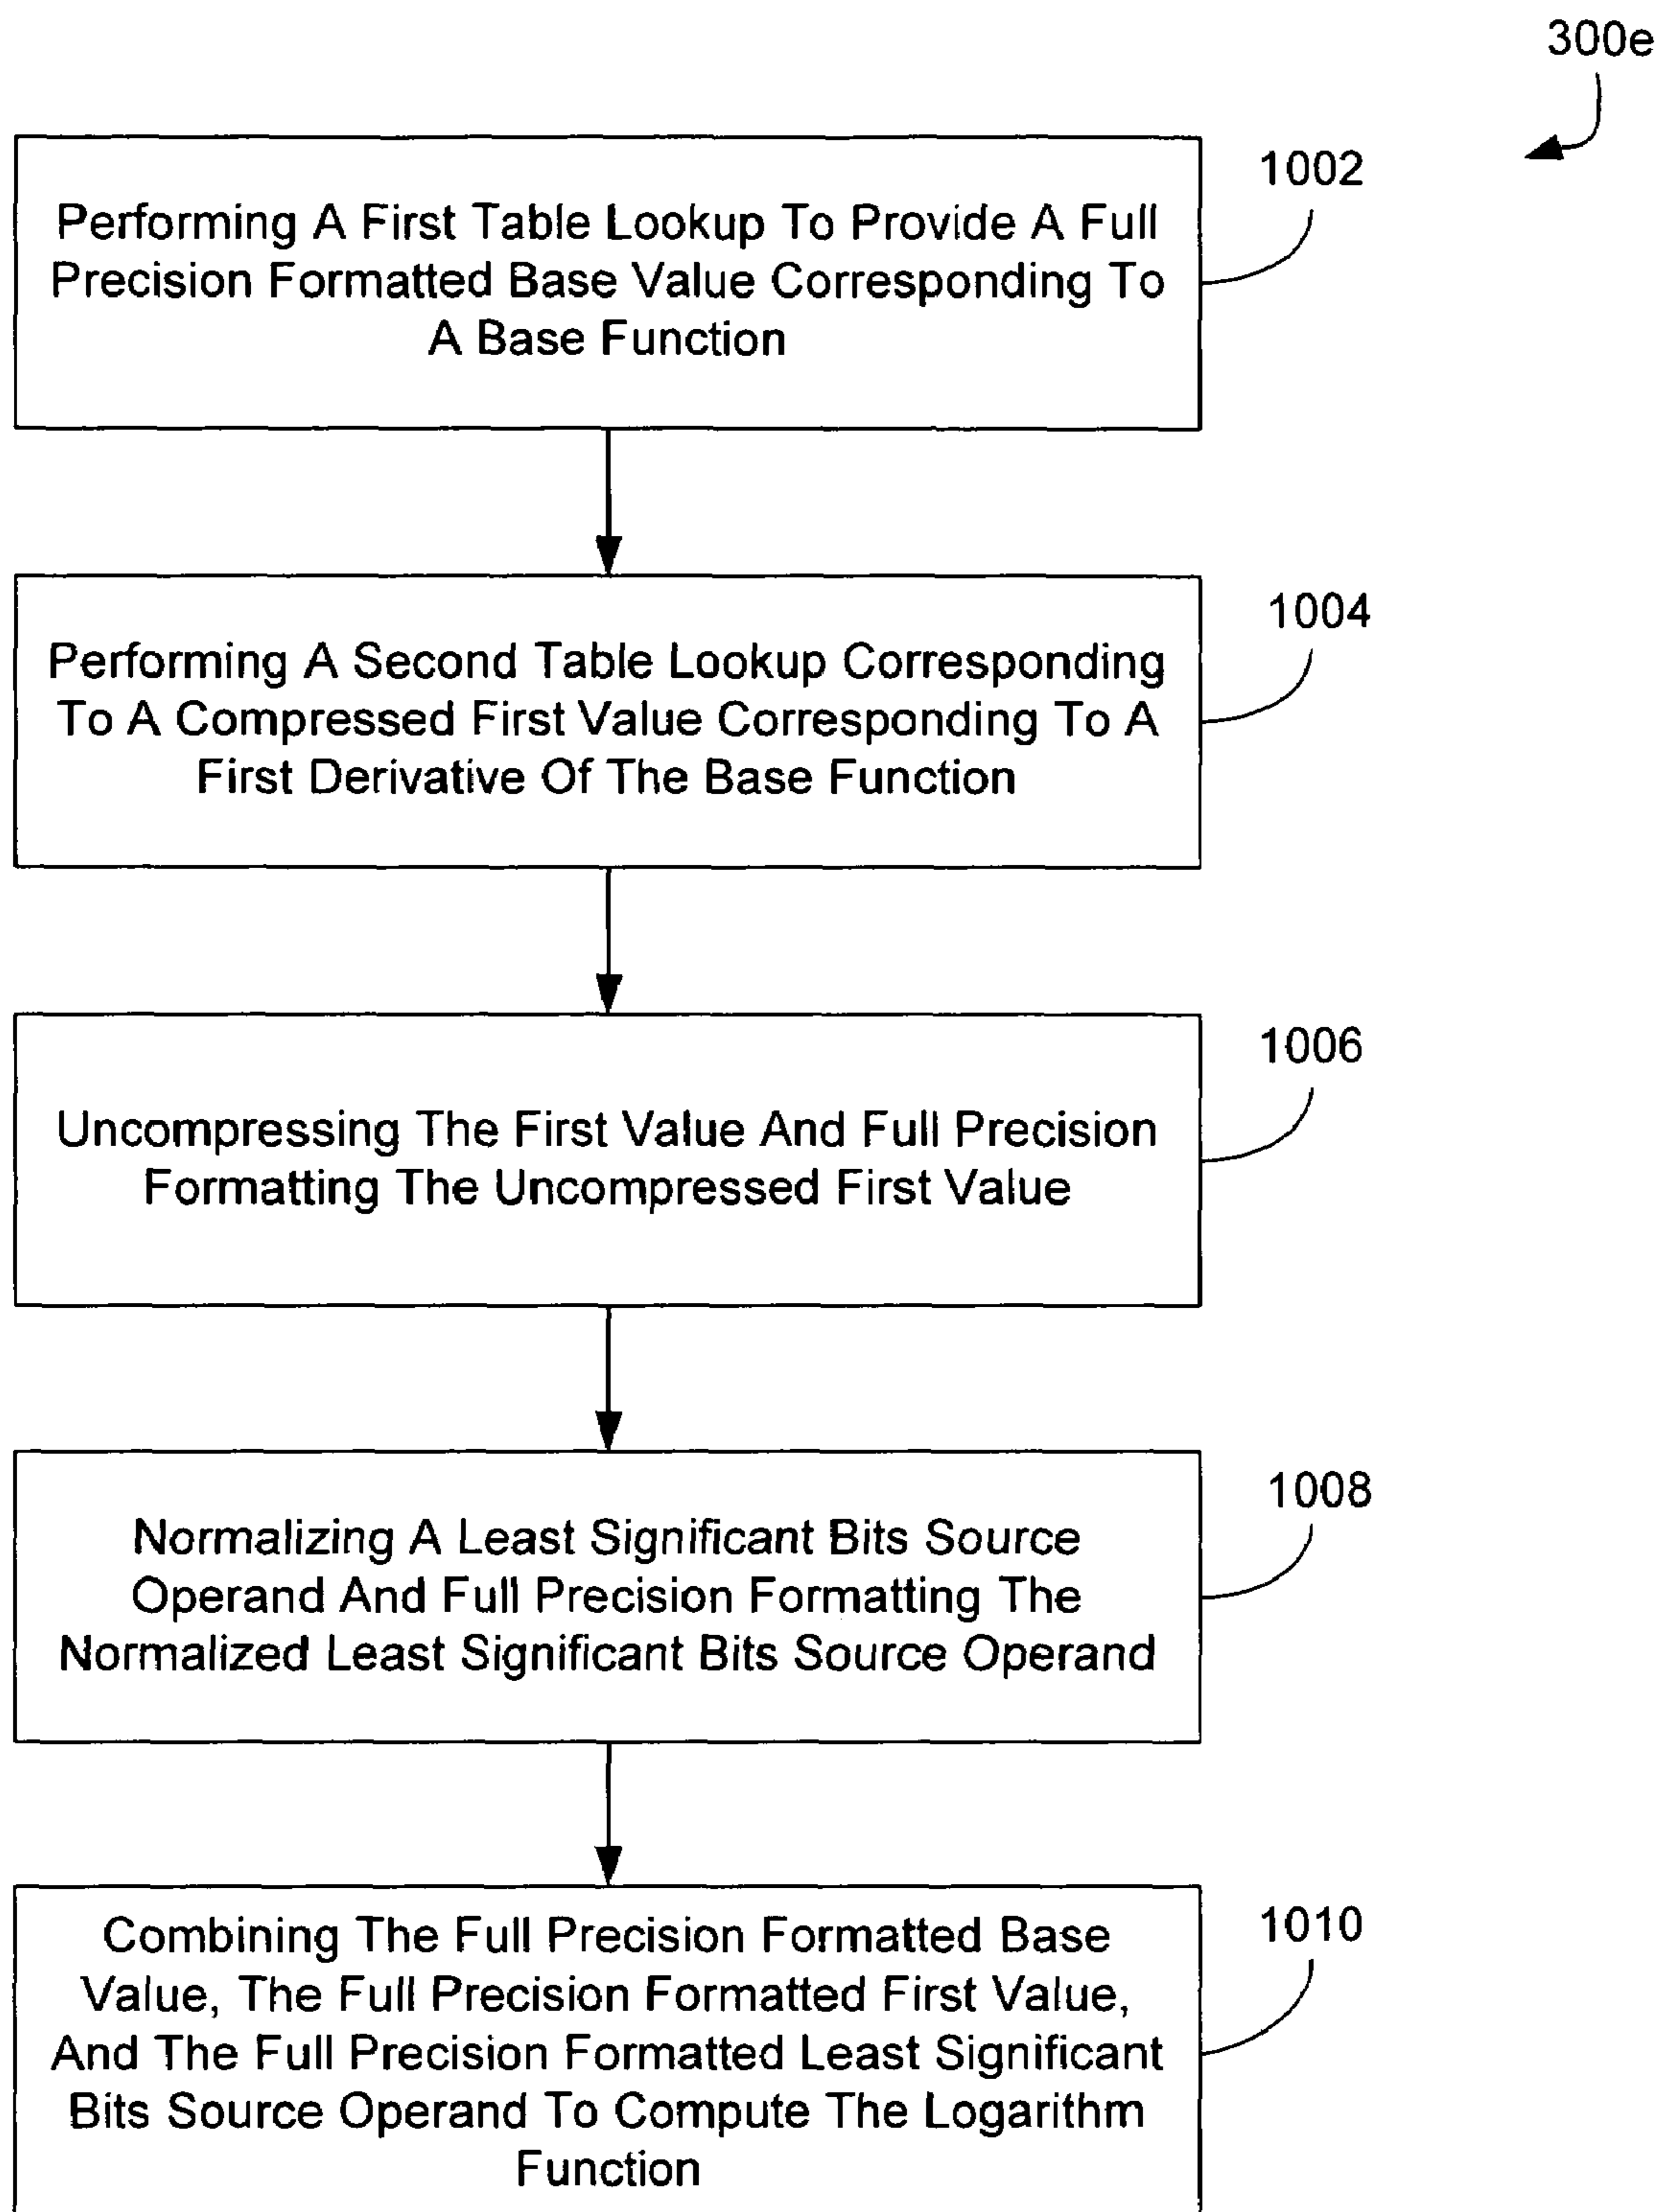 300e
1002
Performing A First Table Lookup To Provide A Full
Precision Formatted Base Value Corresponding To
A Base Function
1004
Performing A Second Table Lookup Corresponding
To A Compressed First Value Corresponding To A
First Derivative Of The Base Function
1006
Uncompressing The First Value And Full Precision
Formatting The Uncompressed First Value
1008
Normalizing A Least Significant Bits Source
Operand And Full Precision Formatting The
Normalized Least Significant Bits Source Operand
1010
Combining The Full Precision Formatted Base
Value, The Full Precision Formatted First Value,
And The Full Precision Formatted Least Significant
Bits Source Operand To Compute The Logarithm
Function